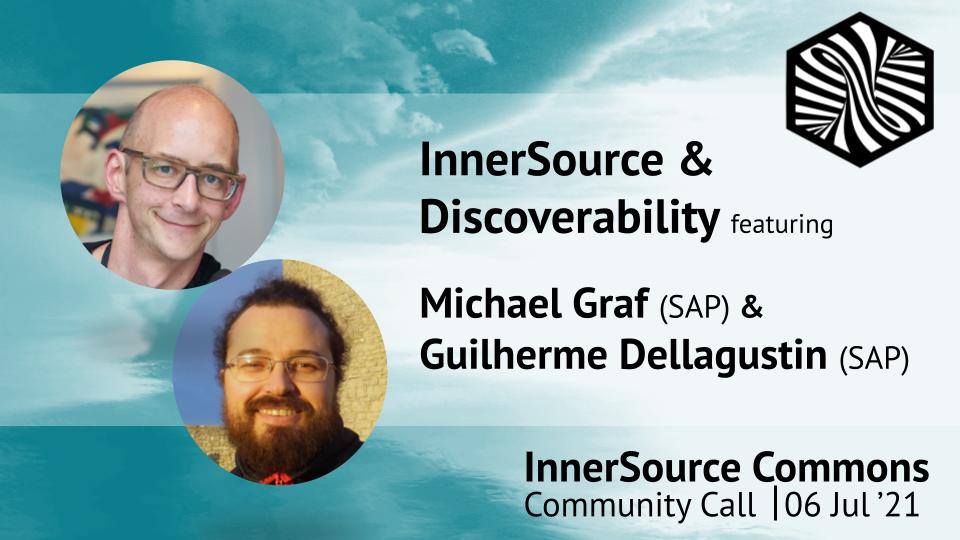 InnerSource &
Discoverability featuring
Michael Graf (SAP) &
Guilherme Dellagustin (SAP)
InnerSource Commons
Community Call | 06 Jul ’21